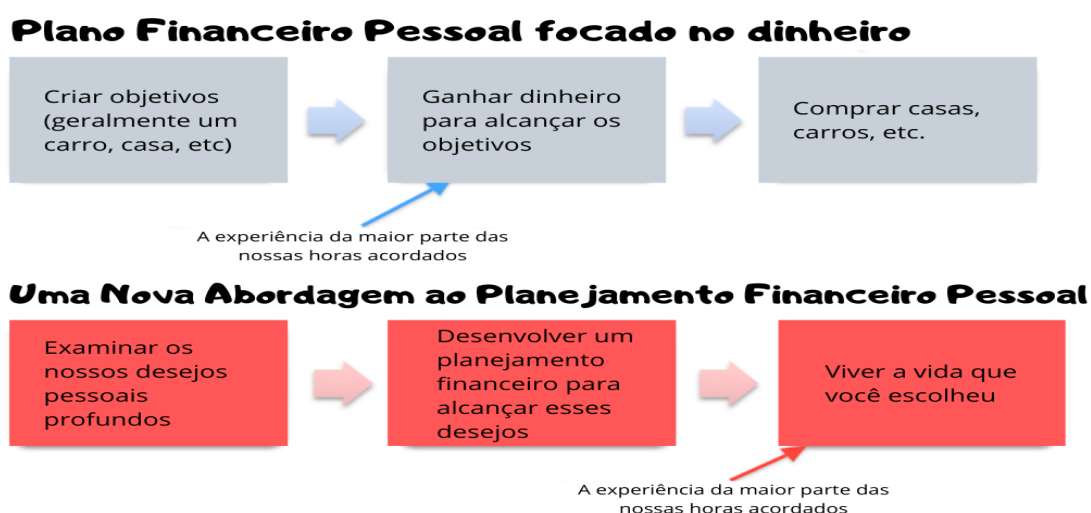 Plano Financeiro Pessoal focado no dinheiro
Criar objetivos
(geralmente um
carro, casa, etc)
Ganhar dinheiro
para alcançar os
objetivos
Comprar casas,
carros, etc.
A experiência da maior parte das
nossas horas acordados
Uma Nova Abordagem ao Planejamento Financeiro Pessoal
Examinar os
nossos desejos
pessoais
profundos
Desenvolver um
planejamento
financeiro para
alcançar esses
desejos
Viver a vida que
você escolheu
A experiência da maior parte das
nossas horas acordados